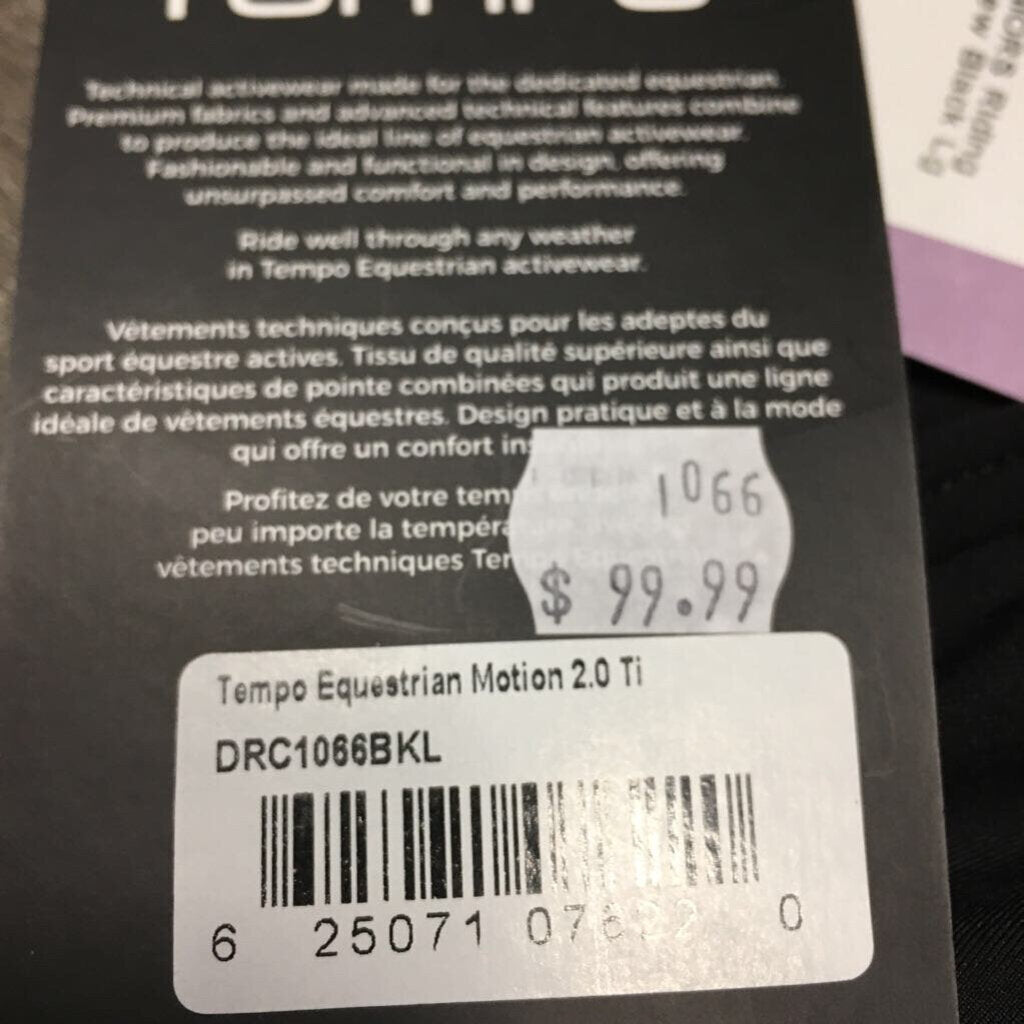 Technical activewear made for the dedicated equestrian.
Premium fabrics and advanced technical features combine
to produce the ideal line of equestrian activewear.
Fashionable and functional in design, offering
unsurpassed comfort and performance.
Ride well through any weather
in Tempo Equestrian activewear.
Vêtements techniques conçus pour les adeptes du
sport équestre actives. Tissu de qualité supérieure ainsi que
caractéristiques de pointe combinées qui produit une ligne
idéale de vêtements équestres. Design pratique et à la mode
qui offre un confort
Profitez de votre
peu importe la
vêtements techniques
1066
$ 99.99
Tempo Equestrian Motion 2.0 Ti
DRC1066BKL
6 25071 0 0
Riding
Black Lg